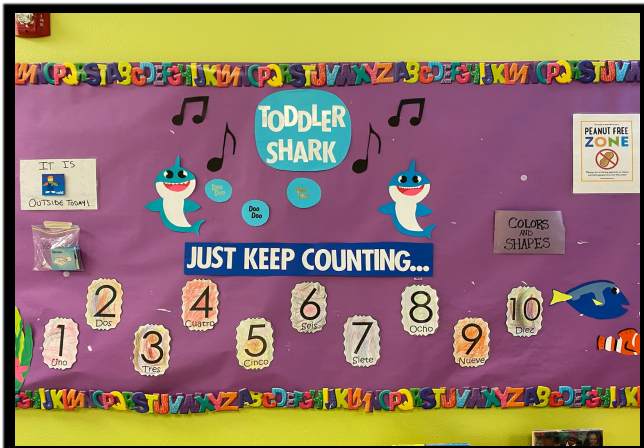 TODDLER
SHARK
PEANUT FREE
ZONE
IT IS
OUTSIDE TODAY!
Doo
Doo
Doo
Doo
COLORS
AND
SHAPES
JUST KEEP COUNTING...
1
Uno
2
Dos
3
Tres
4
Cuatro
5
Cinco
6
Seis
7
Siete
8
Ocho
9
Nueve
10
Diez